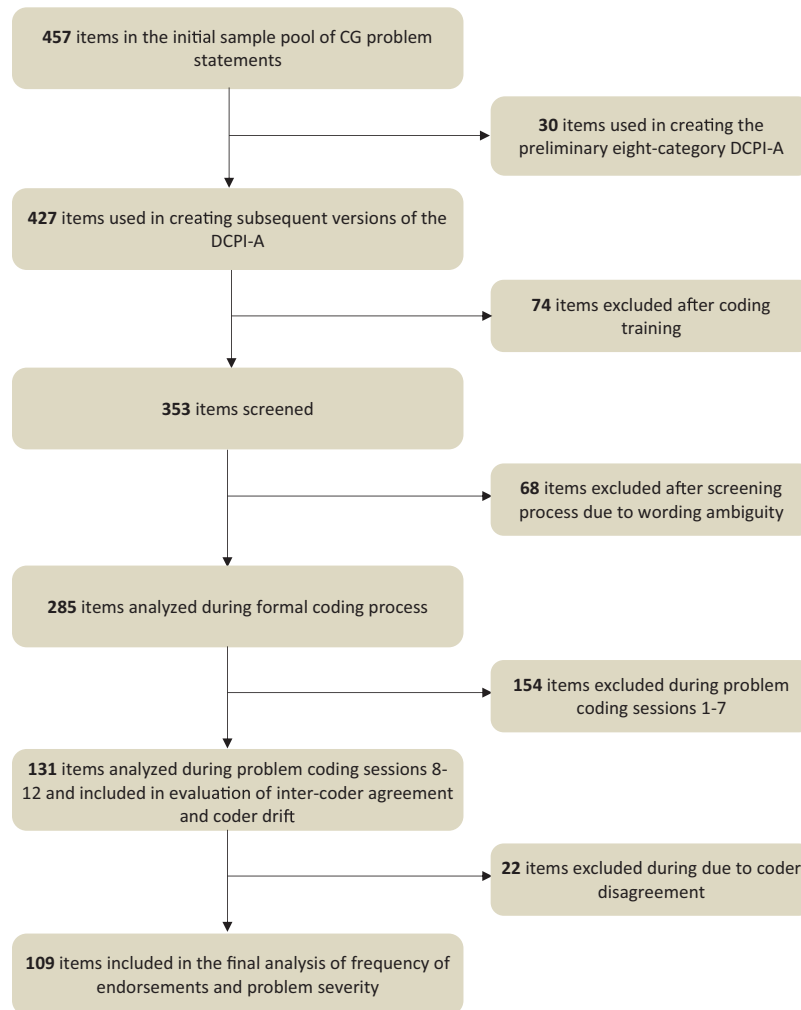 457 items in the initial sample pool of CG problem
statements
30 items used in creating the
preliminary eight-category DCPI-A
427 items used in creating subsequent versions of the
DCPI-A
74 items excluded after coding
training
353 items screened
68 items excluded after screening
process due to wording ambiguity
285 items analyzed during formal coding process
154 items excluded during problem
coding sessions 1-7
131 items analyzed during problem coding sessions 8-
12 and included in evaluation of inter-coder agreement
and coder drift
22 items excluded during due to coder
disagreement
109 items included in the final analysis of frequency of
endorsements and problem severity